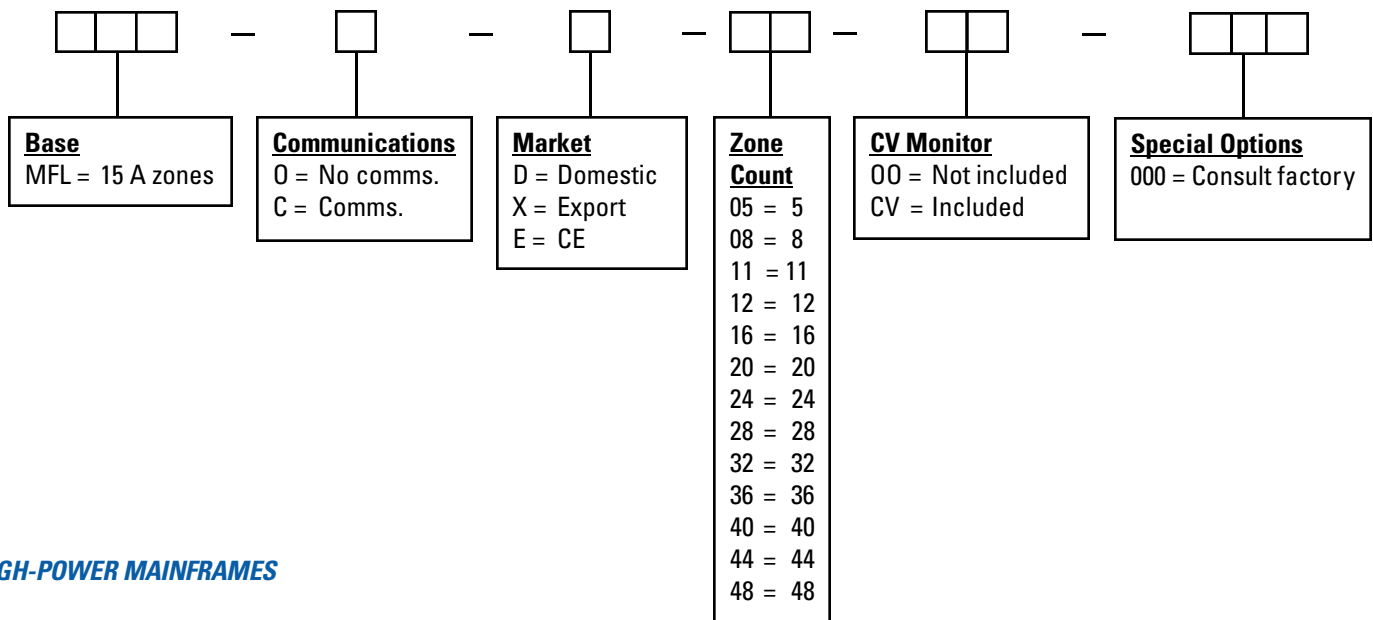 Base
MFL = 15 A zones
Communications
O = No comms.
C = Comms.
Market
D = Domestic
X = Export
E = CE
Zone
Count
05 = 5
08 = 8
11 = 11
12 = 12
16 = 16
20 = 20
24 = 24
28 = 28
32 = 32
36 = 36
40 = 40
44 = 44
48 = 48
CV Monitor
OO = Not included
CV = Included
Special Options
000 = Consult factory
GH-POWER MAINFRAMES